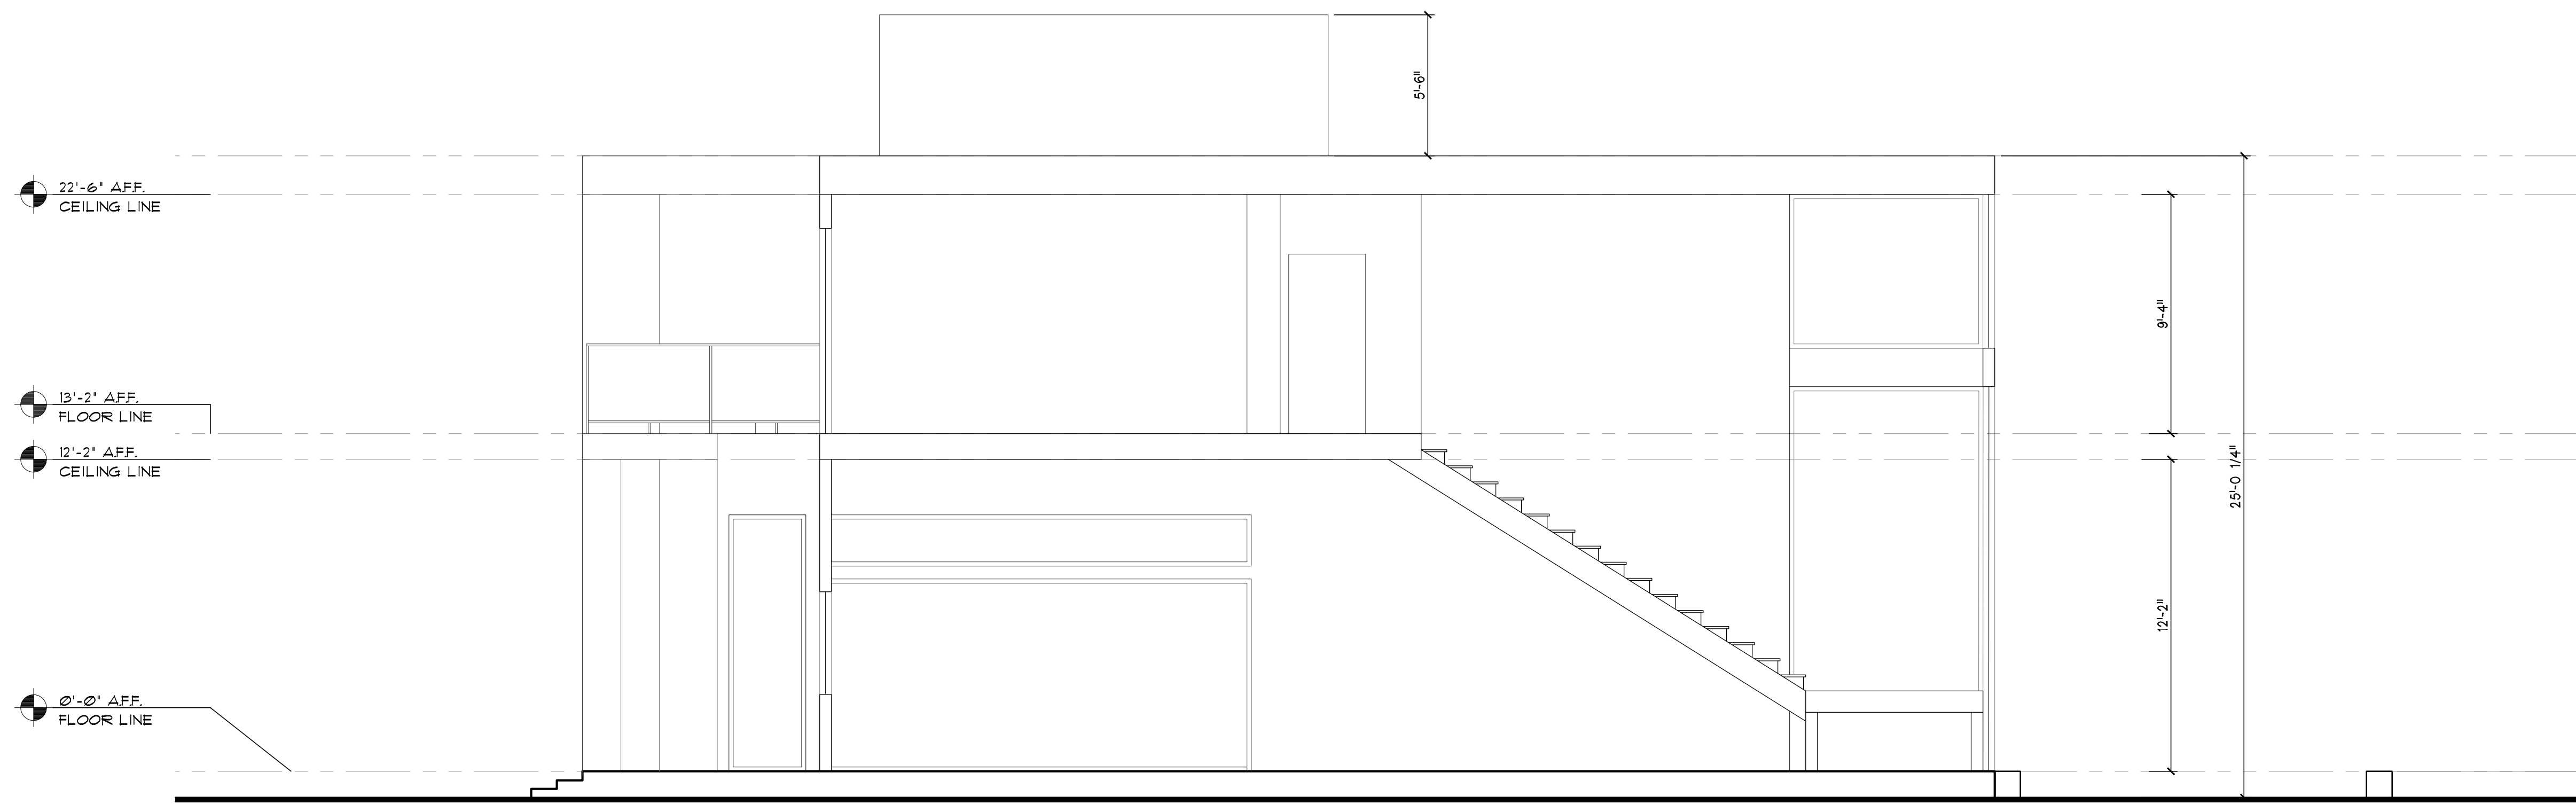 5'-6"
22'-6" A.F.F.
CEILING LINE
9'-4"
13'-2" A.F.F.
FLOOR LINE
12'-2" A.F.F.
CEILING LINE
25'-0 1/4"
12'-2"
0'-0" A.F.F.
FLOOR LINE